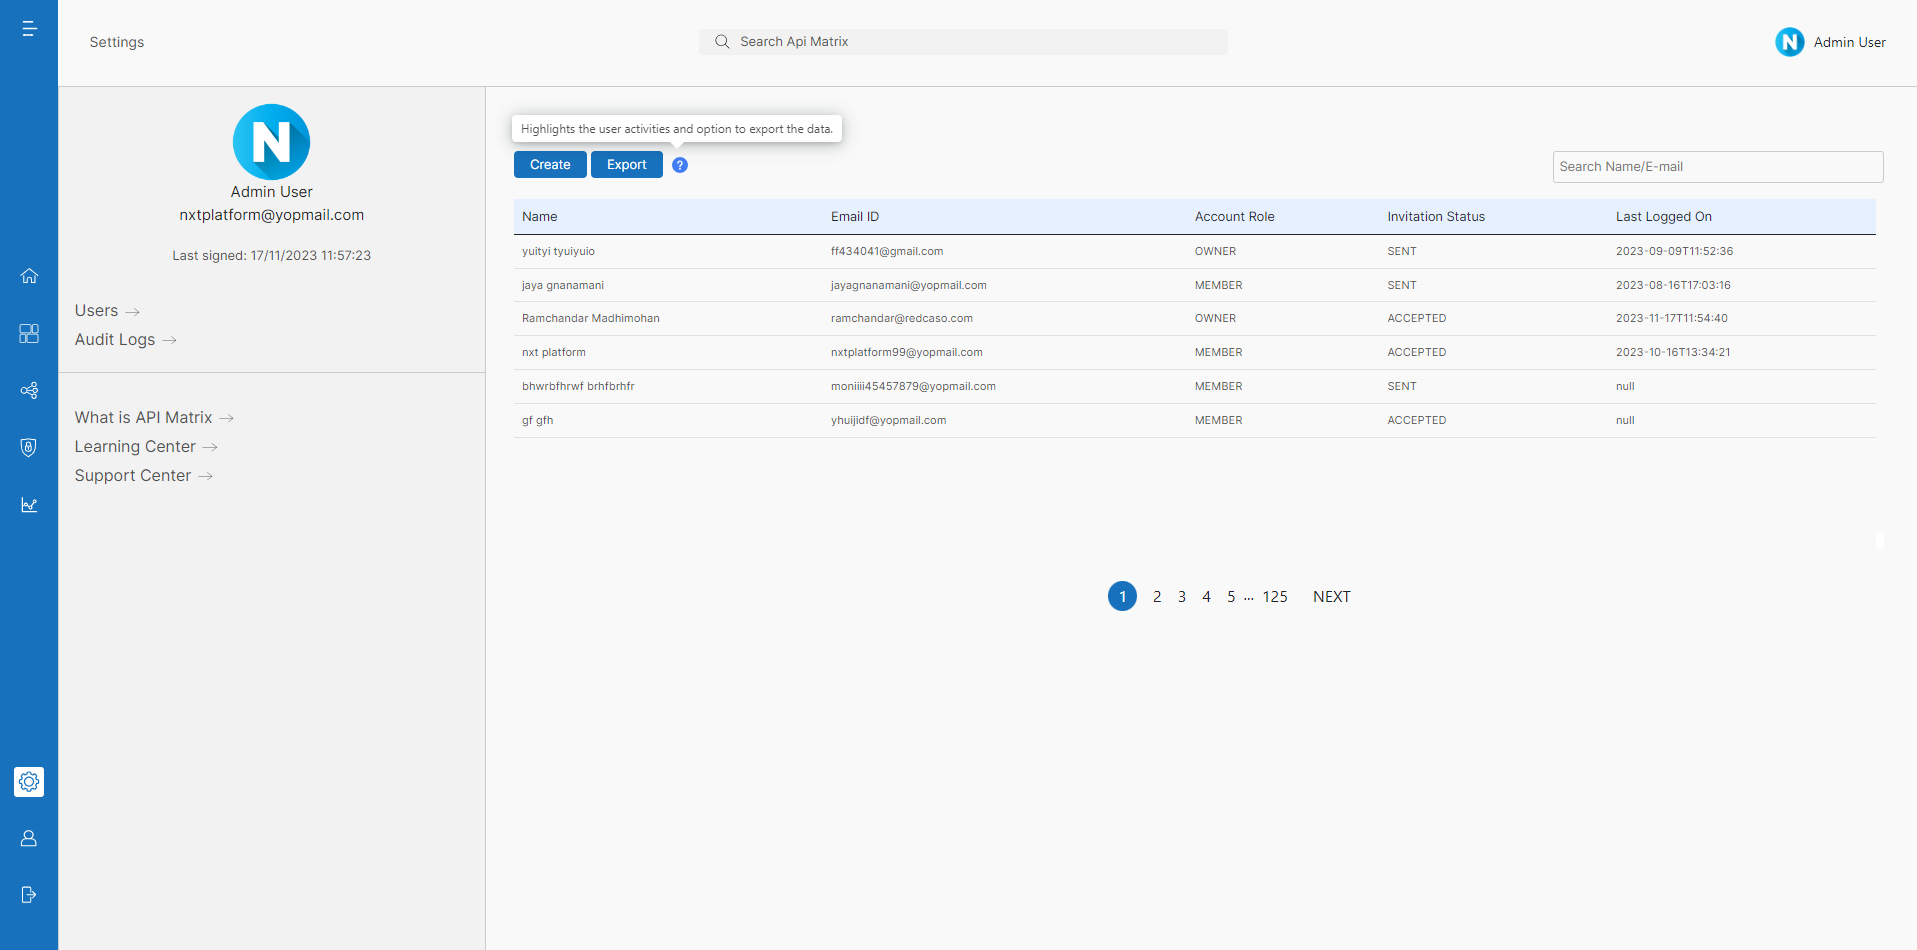 Settings
Search Api Matrix
N Admin User
N
Admin User
nxtplatform@yopmail.com
Last signed: 17/11/2023 11:57:23
Users →
Audit Logs →
What is API Matrix →
Learning Center →
Support Center →
Highlights the user activities and option to export the data.
Create Export ?
Search Name/E-mail
Name Email ID Account Role Invitation Status Last Logged On
yuityi tyuiyuio ff434041@gmail.com OWNER SENT 2023-09-09T11:52:36
jaya gnanamani jayagnanamani@yopmail.com MEMBER SENT 2023-08-16T17:03:16
Ramchandar Madhimohan ramchandar@redcaso.com OWNER ACCEPTED 2023-11-17T11:54:40
nxt platform nxtplatform99@yopmail.com MEMBER ACCEPTED 2023-10-16T13:34:21
bhwrbfhrwf brhfbrhfr moniiii45457879@yopmail.com MEMBER SENT null
gf gfh yhuijidf@yopmail.com MEMBER ACCEPTED null
1 2 3 4 5 ... 125 NEXT